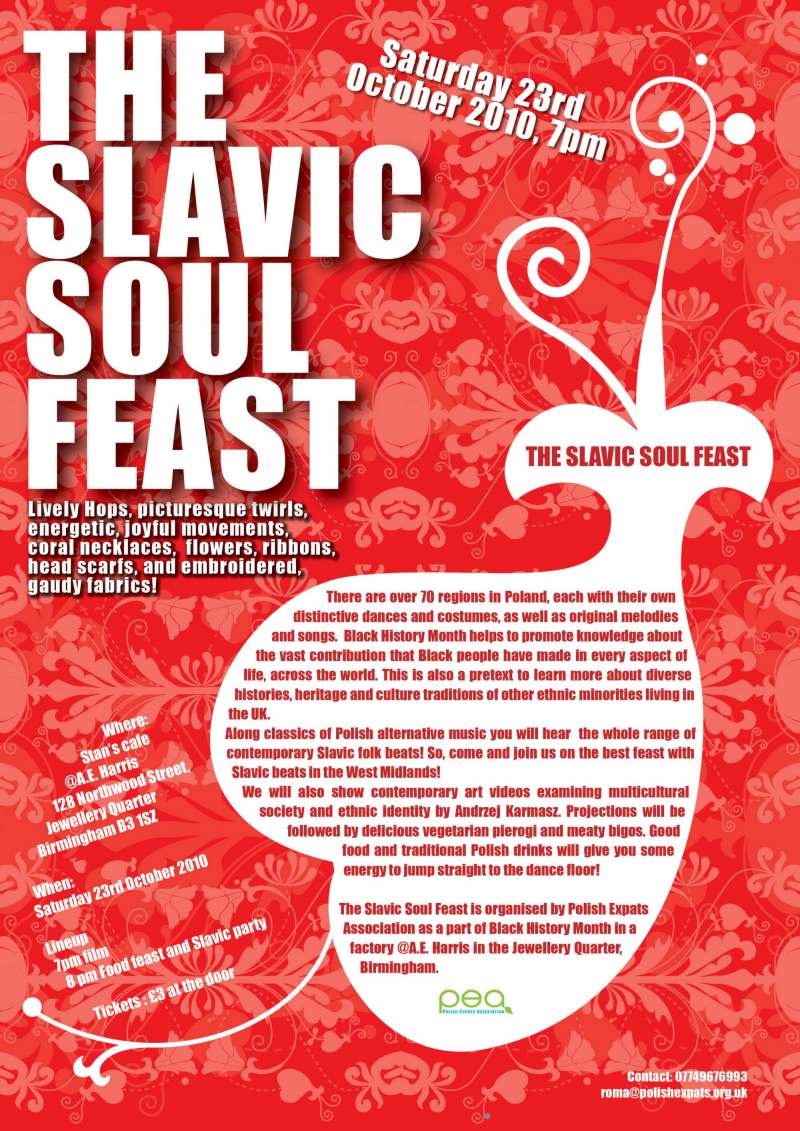 THE
SLAVIC
SOUL
FEAST
Saturday 23rd
October 2010, 7pm
Lively Hops, picturesque twirls,
energetic, joyful movements,
coral necklaces, flowers, ribbons,
head scarfs, and embroidered,
gaudy fabrics!
THE SLAVIC SOUL FEAST
There are over 70 regions in Poland, each with their own
distinctive dances and costumes, as well as original melodies
and songs. Black History Month helps to promote knowledge about
the vast contribution that Black people have made in every aspect of
life, across the world. This is also a pretext to learn more about diverse
histories, heritage and culture traditions of other ethnic minorities living in
the UK.
Along classics of Polish alternative music you will hear the whole range of
contemporary Slavic folk beats! So, come and join us on the best feast with
Slavic beats in the West Midlands!
We will also show contemporary art videos examining multicultural
society and ethnic Identity by Andrzej Karmasz. Projections will be
followed by delicious vegetarian pierogi and meaty bigos. Good
food and traditional Polish drinks will give you some
energy to jump straight to the dance floor!
The Slavic Soul Feast is organised by Polish Expats
Association as a part of Black History Month in a
factory @A.E. Harris in the Jewellery Quarter,
Birmingham.
pea
POLISH EXPATS ASSOCIATION
Where:
Stan's cafe
@A.E. Harris
128 Northwood Street,
Jewellery Quarter
Birmingham B3 1SZ
When:
Saturday 23rd October 2010
Lineup
7pm film
8 pm Food feast and Slavic party
Tickets : £3 at the door
Contact: 07749676993
roma@polishexpats.org.uk